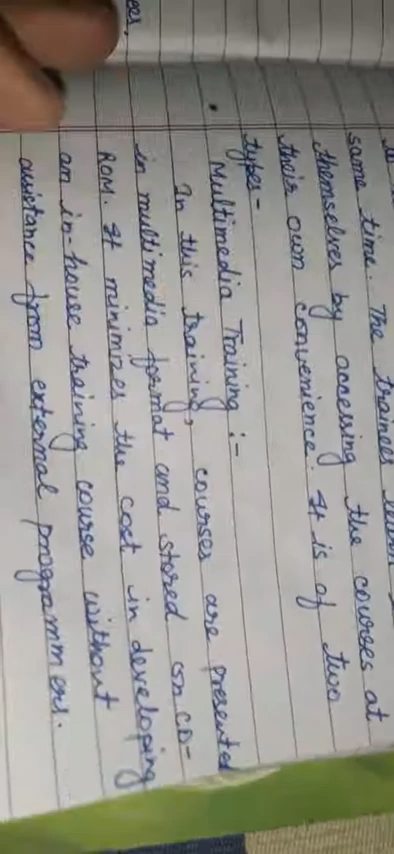 ees,
same time. The trainees learn
themselves by accessing the courses at
their own convenience. It is of two
types-
• Multimedia Training :-
In this training, courses are presented
in multimedia format and stored on CD-
ROM. It minimizes the cost in developing
an in-house training course without
assistance from external programmers.